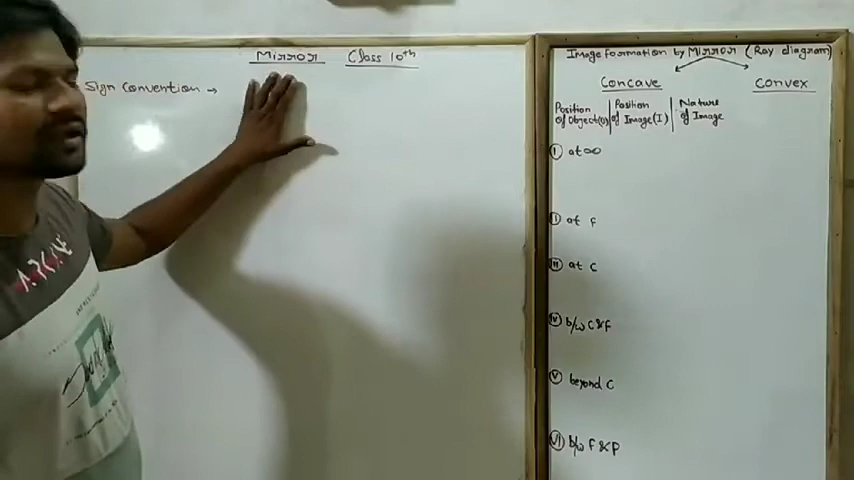 Mirror Class 10th
Sign Convention →
Image formation by Mirror (Ray diagram)
Concave Convex
Position of Object(O) | Position of Image(I) | Nature of Image
(i) at ∞
(ii) at F
(iii) at C
(iv) b/w C & F
(v) beyond C
(vi) b/w F & P